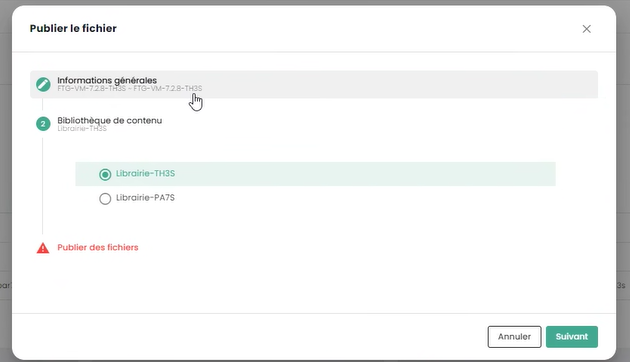 Publier le fichier
Informations générales
FTG-VM-7.2.8-TH3S - FTG-VM-7.2.8-TH3S
2
Bibliothèque de contenu
Librairie-TH3S
Librairie-TH3S
Librairie-PA7S
Publier des fichiers
3s
Annuler
Suivant